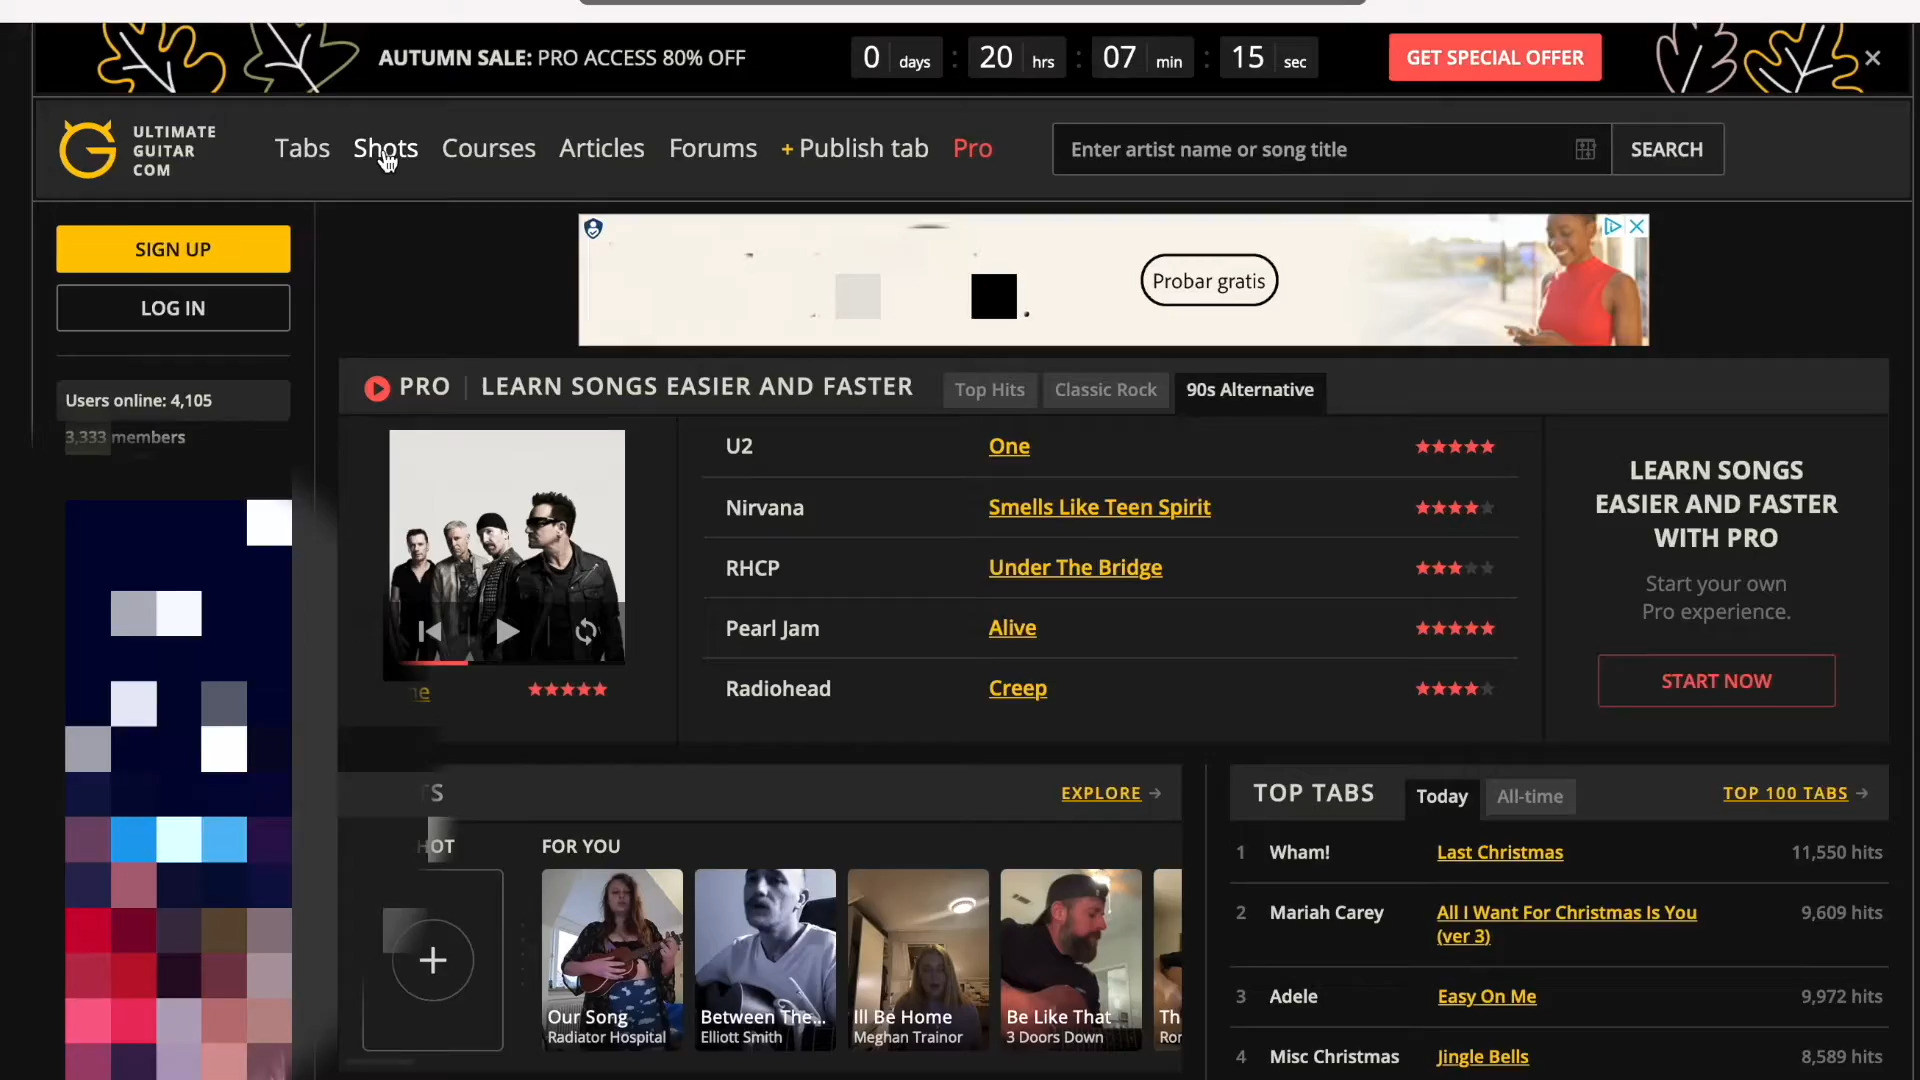 AUTUMN SALE: PRO ACCESS 80% OFF
0 days : 20 hrs : 07 min : 15 sec
GET SPECIAL OFFER
ULTIMATE
GUITAR
COM
Tabs Shots Courses Articles Forums + Publish tab Pro
Enter artist name or song title
SEARCH
SIGN UP
LOG IN
Users online: 4,105
3,333 members
Probar gratis
PRO | LEARN SONGS EASIER AND FASTER
Top Hits Classic Rock 90s Alternative
U2 One
Nirvana Smells Like Teen Spirit
RHCP Under The Bridge
Pearl Jam Alive
Radiohead Creep
LEARN SONGS
EASIER AND FASTER
WITH PRO
Start your own
Pro experience.
START NOW
EXPLORE
FOR YOU
Our Song
Radiator Hospital
Between The...
Elliott Smith
Ill Be Home
Meghan Trainor
Be Like That
3 Doors Down
TOP TABS Today All-time TOP 100 TABS
1 Wham! Last Christmas 11,550 hits
2 Mariah Carey All I Want For Christmas Is You
(ver 3) 9,609 hits
3 Adele Easy On Me 9,972 hits
4 Misc Christmas Jingle Bells 8,589 hits